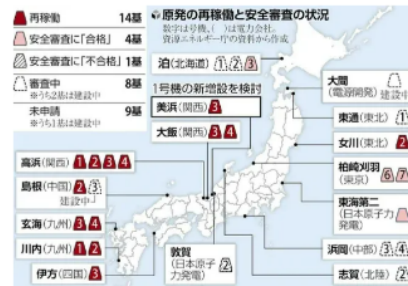 再稼働 14基
安全審査に「合格」 4基
安全審査に「不合格」 1基
審査中 8基
※うち2基は建設中
未申請 9基
※うち1基は建設中
原発の再稼働と安全審査の状況
数字は号機、( )は電力会社。
資源エネルギー庁の資料から作成
泊(北海道) 1 2 3
1号機の新増設を検討
美浜(関西) 3
大飯(関西) 3 4
高浜(関西) 1 2 3 4
島根(中国) 2 3
建設中
玄海(九州) 3 4
川内(九州) 1 2
伊方(四国) 3
敦賀
(日本原子力発電) 2
大間
(電源開発) 建設中
東通(東北) 1
女川(東北) 2
柏崎刈羽
(東京) 6 7
東海第二
(日本原子力発電)
浜岡(中部) 3 4
志賀(北陸) 2